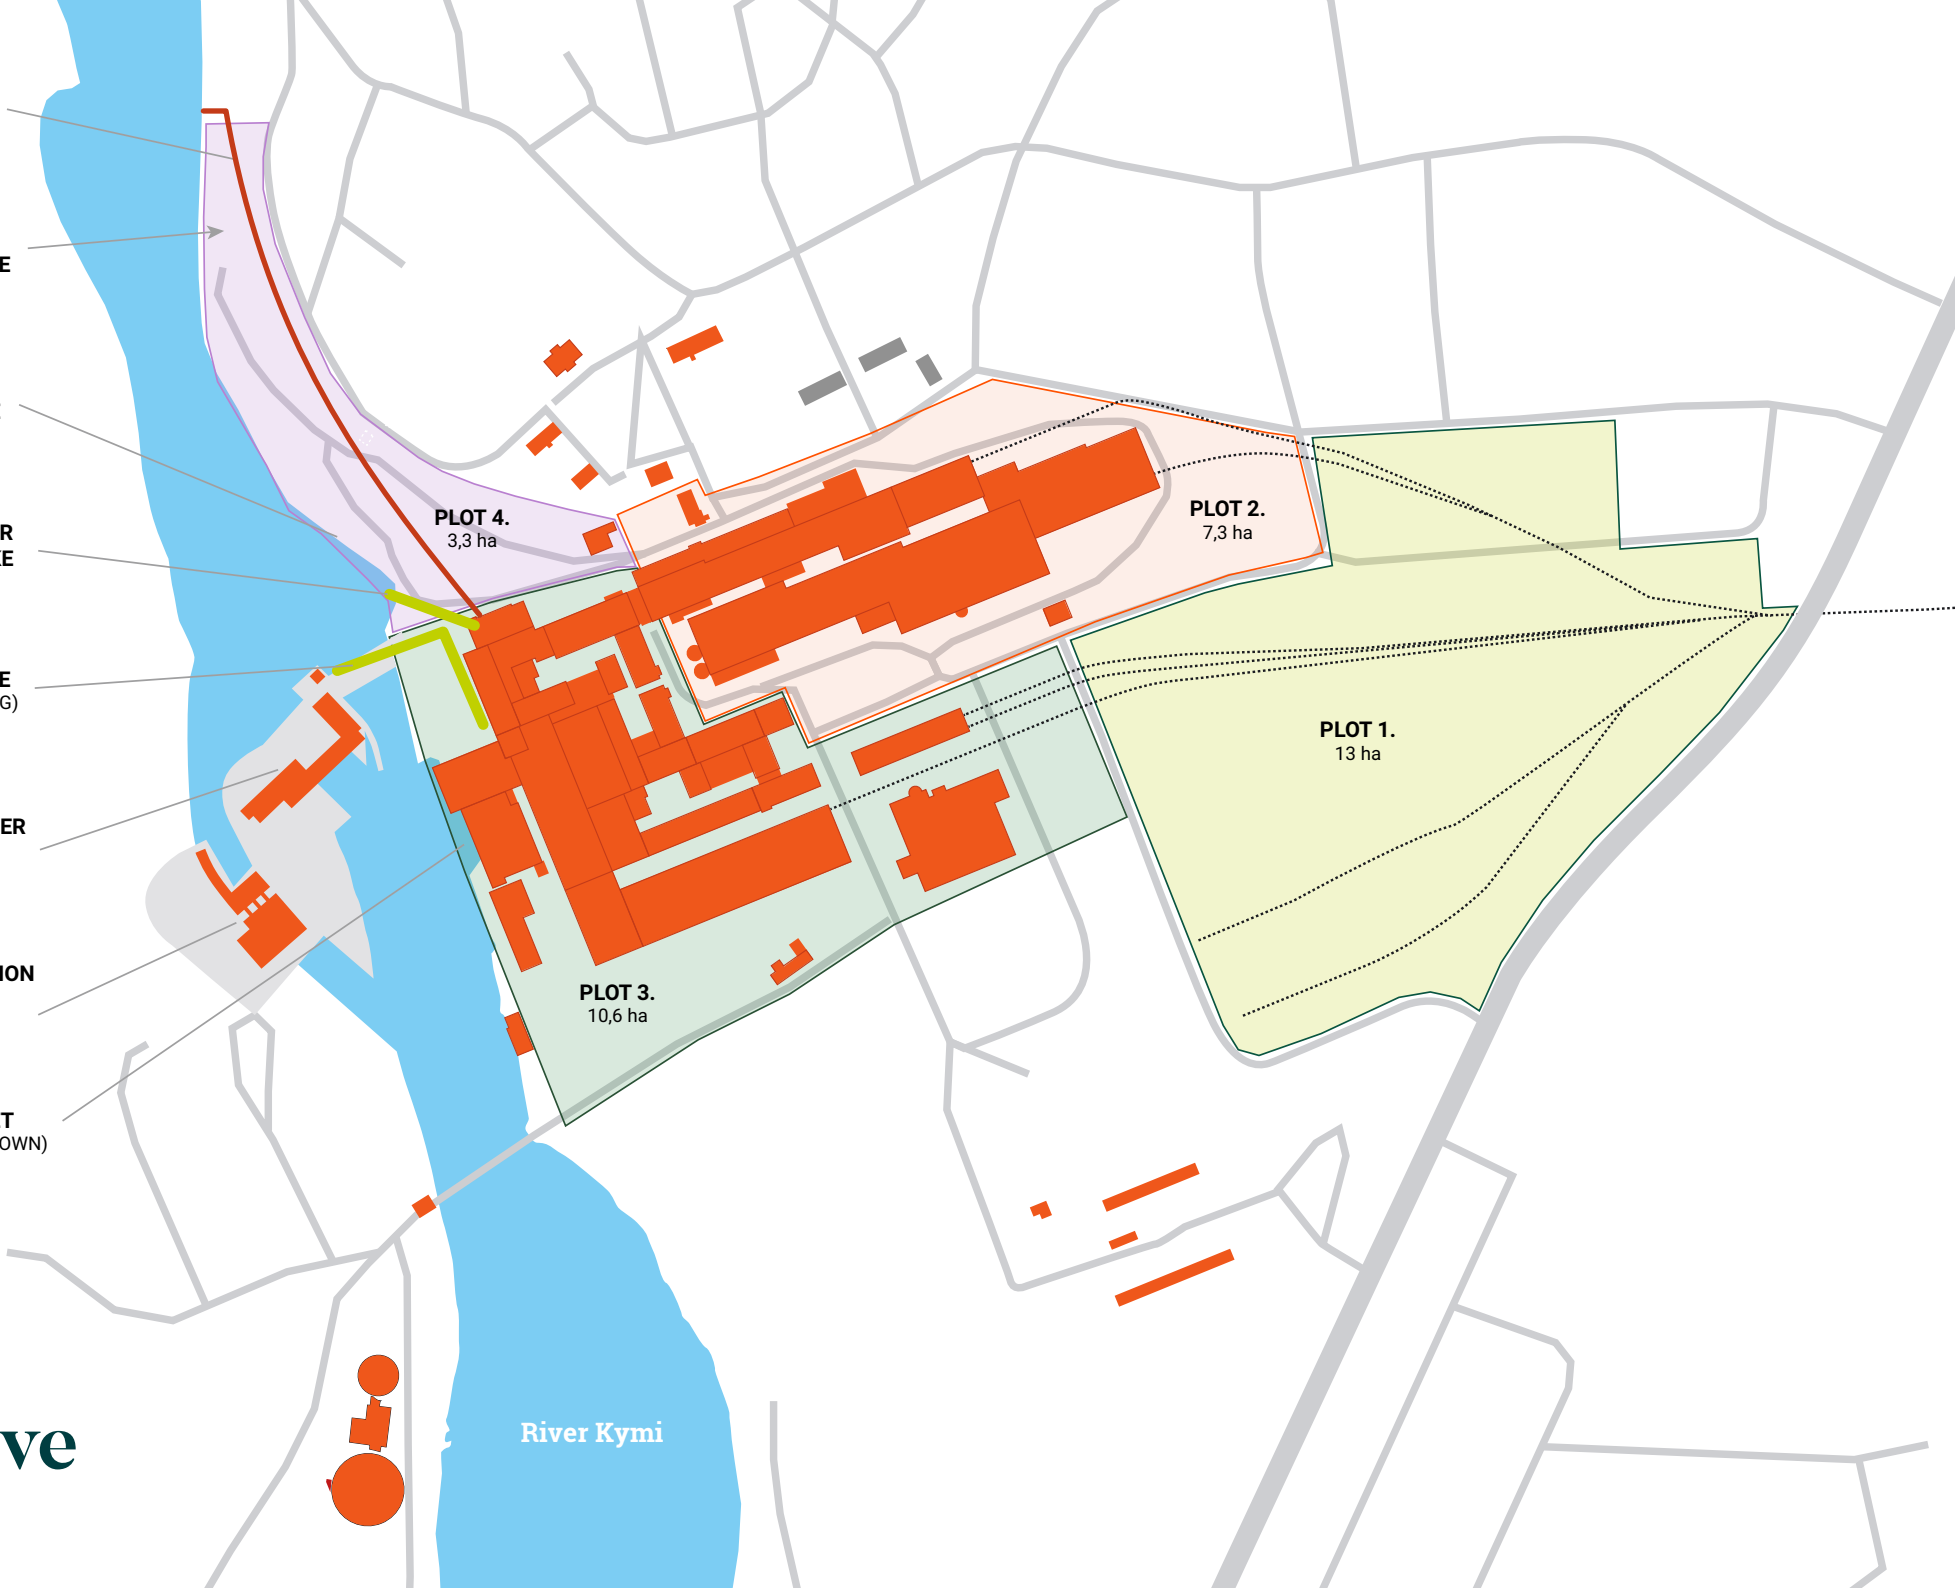 E
R
KE
E
G)
ER
ION
T
OWN)
PLOT 4.
3,3 ha
PLOT 2.
7,3 ha
PLOT 1.
13 ha
PLOT 3.
10,6 ha
River Kymi
ve